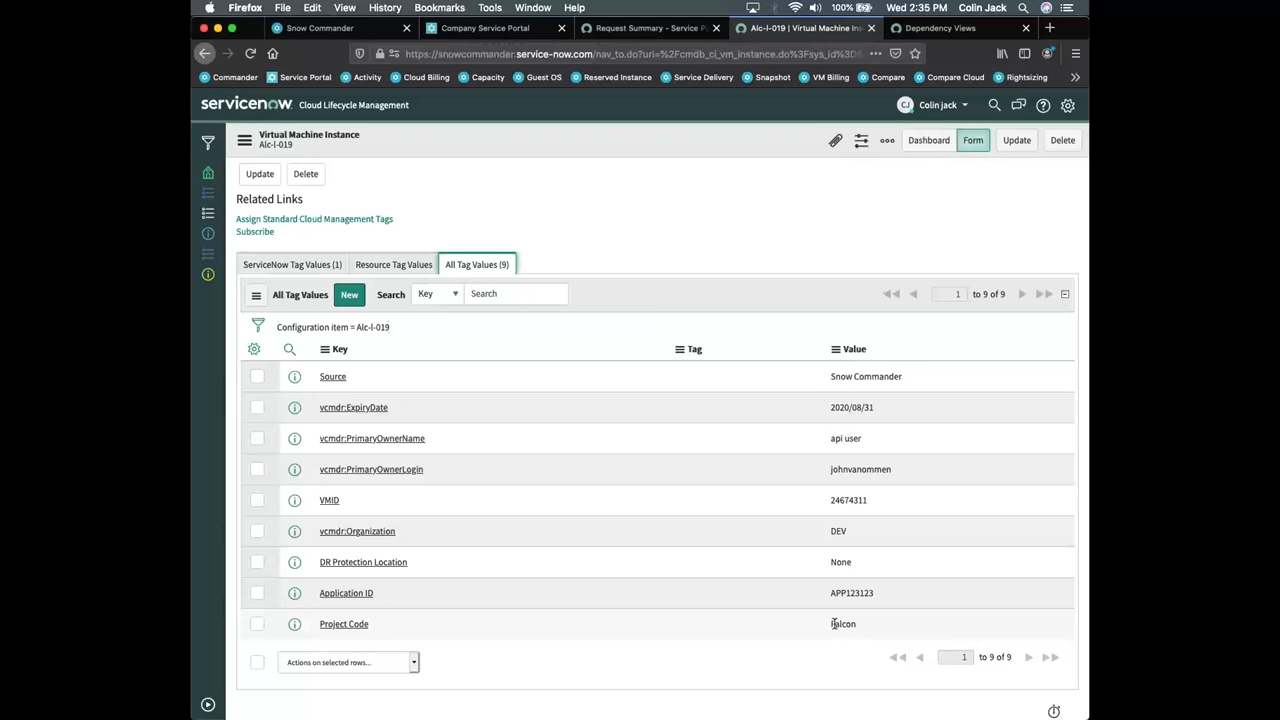 Firefox File Edit View History Bookmarks Tools Window Help 100% Wed 2:35 PM Colin Jack
Snow Commander Company Service Portal Request Summary - Service P Alc-l-019 | Virtual Machine Ins Dependency Views
https://snowcommander.service-now.com/nav_to.do?uri=%2Fcmdb_ci_vm_instance.do%3Fsys_id%3D
Commander Service Portal Activity Cloud Billing Capacity Guest OS Reserved Instance Service Delivery Snapshot VM Billing Compare Compare Cloud Rightsizing
servicenow Cloud Lifecycle Management CJ Colin jack
Virtual Machine Instance
Alc-l-019
Dashboard Form Update Delete
Update Delete
Related Links
Assign Standard Cloud Management Tags
Subscribe
ServiceNow Tag Values (1) Resource Tag Values All Tag Values (9)
All Tag Values New Search Key Search 1 to 9 of 9
Configuration item = Alc-l-019
Key Tag Value
Source Snow Commander
vcmdr:ExpiryDate 2020/08/31
vcmdr:PrimaryOwnerName api user
vcmdr:PrimaryOwnerLogin johnvanommen
VMID 24674311
vcmdr:Organization DEV
DR Protection Location None
Application ID APP123123
Project Code Falcon
Actions on selected rows... 1 to 9 of 9